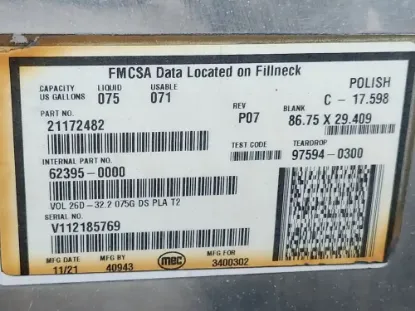 FMCSA Data Located on Fillneck
CAPACITY LIQUID USABLE POLISH
US GALLONS 075 071 C - 17.598
PART NO. REV BLANK
21172482 P07 86.75 X 29.409
TEST CODE TEARDROP
97594-0300
INTERNAL PART NO.
62395-0000
VOL 26D-32.2 075G DS PLA T2
SERIAL NO.
V112185769
MFG DATE MFG BY mec MFG FOR
11/21 40943 3400302